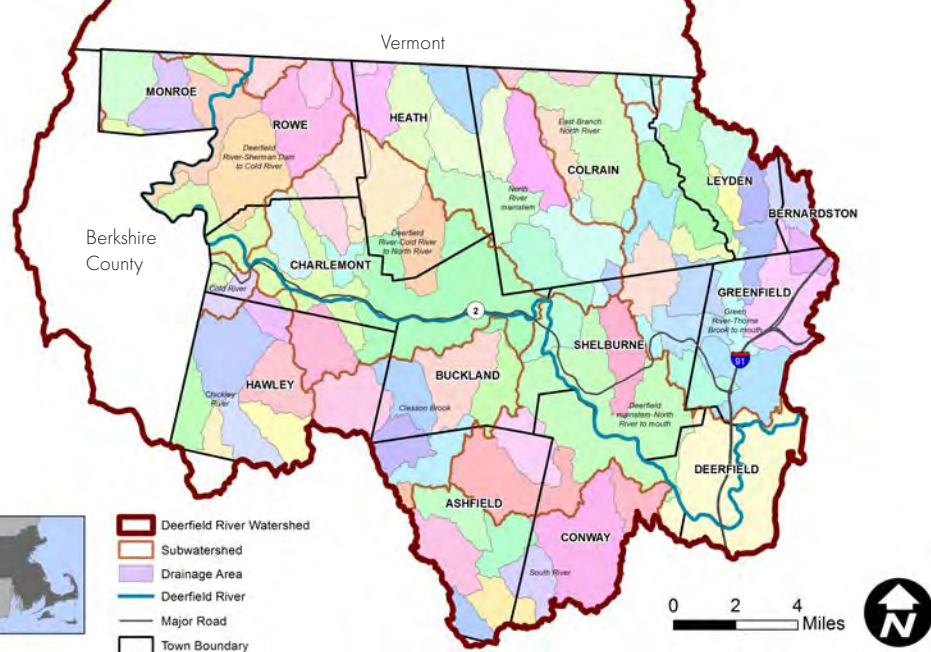 Vermont
MONROE
ROWE
HEATH
Deerfield
River-Sherman Dam
to Cold River
East Branch
North River
COLRAIN
LEYDEN
North
River
mainstem
BERNARDSTON
Berkshire
County
Deerfield
River-Cold River
to North River
CHARLEMONT
Cold River
GREENFIELD
Green
River-Thorne
Brook to mouth
2
SHELBURNE
91
BUCKLAND
HAWLEY
Chickley
River
Clesson Brook
Deerfield
mainstem-North
River to mouth
DEERFIELD
ASHFIELD
CONWAY
South River
Deerfield River Watershed
Subwatershed
Drainage Area
Deerfield River
Major Road
Town Boundary
0 2 4
Miles
N